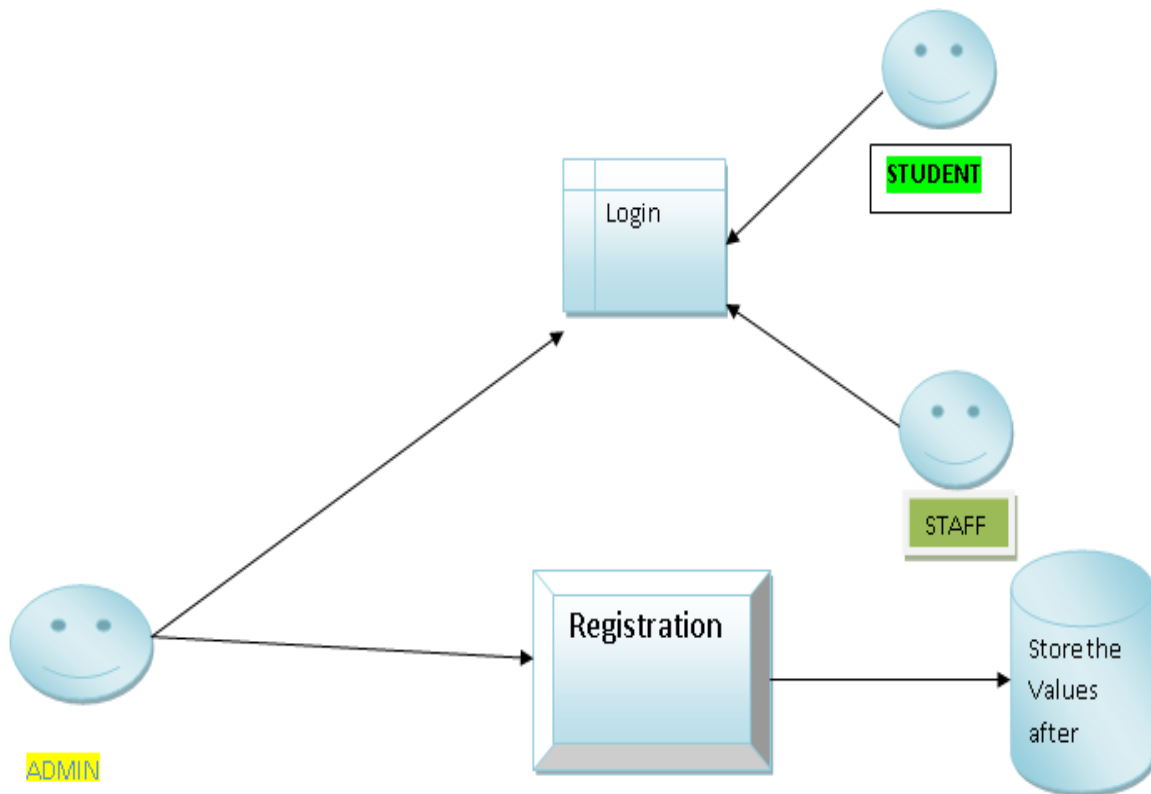 STUDENT
Login
STAFF
Registration
Store the
Values
after
ADMIN